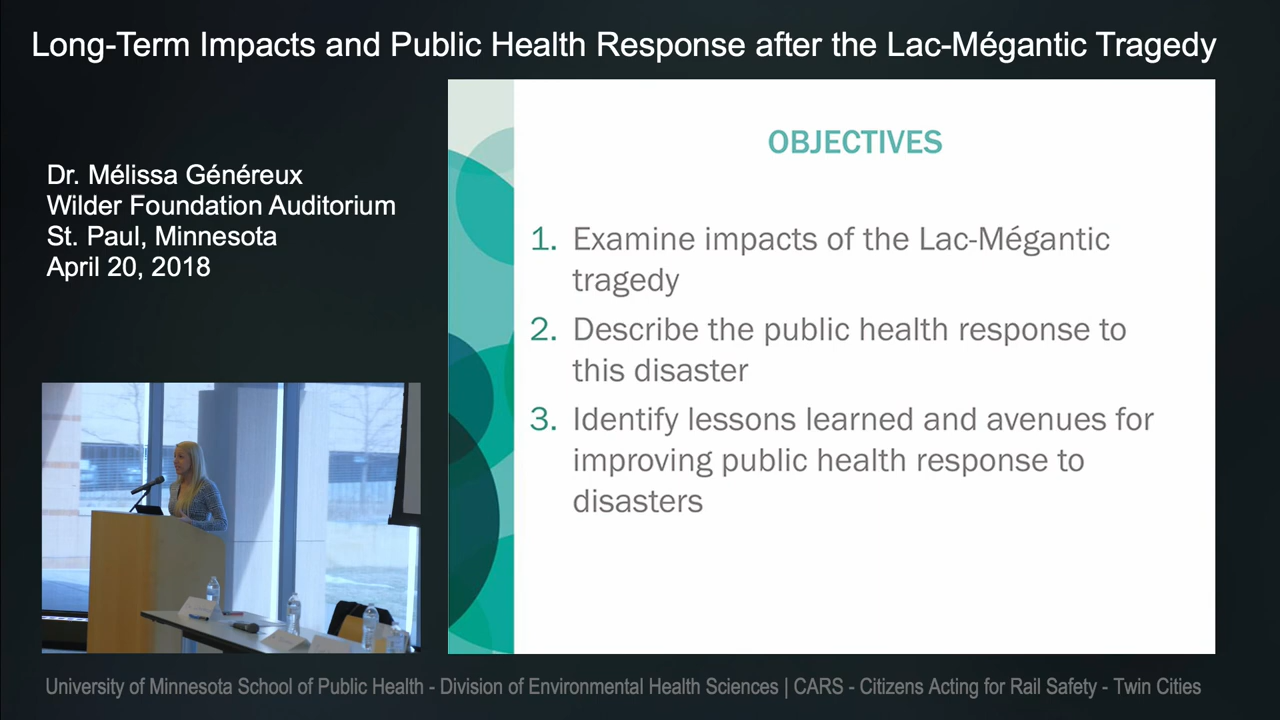 Long-Term Impacts and Public Health Response after the Lac-Mégantic Tragedy
Dr. Mélissa Généreux
Wilder Foundation Auditorium
St. Paul, Minnesota
April 20, 2018
OBJECTIVES
1. Examine impacts of the Lac-Mégantic
tragedy
2. Describe the public health response to
this disaster
3. Identify lessons learned and avenues for
improving public health response to
disasters
University of Minnesota School of Public Health - Division of Environmental Health Sciences | CARS - Citizens Acting for Rail Safety - Twin Cities